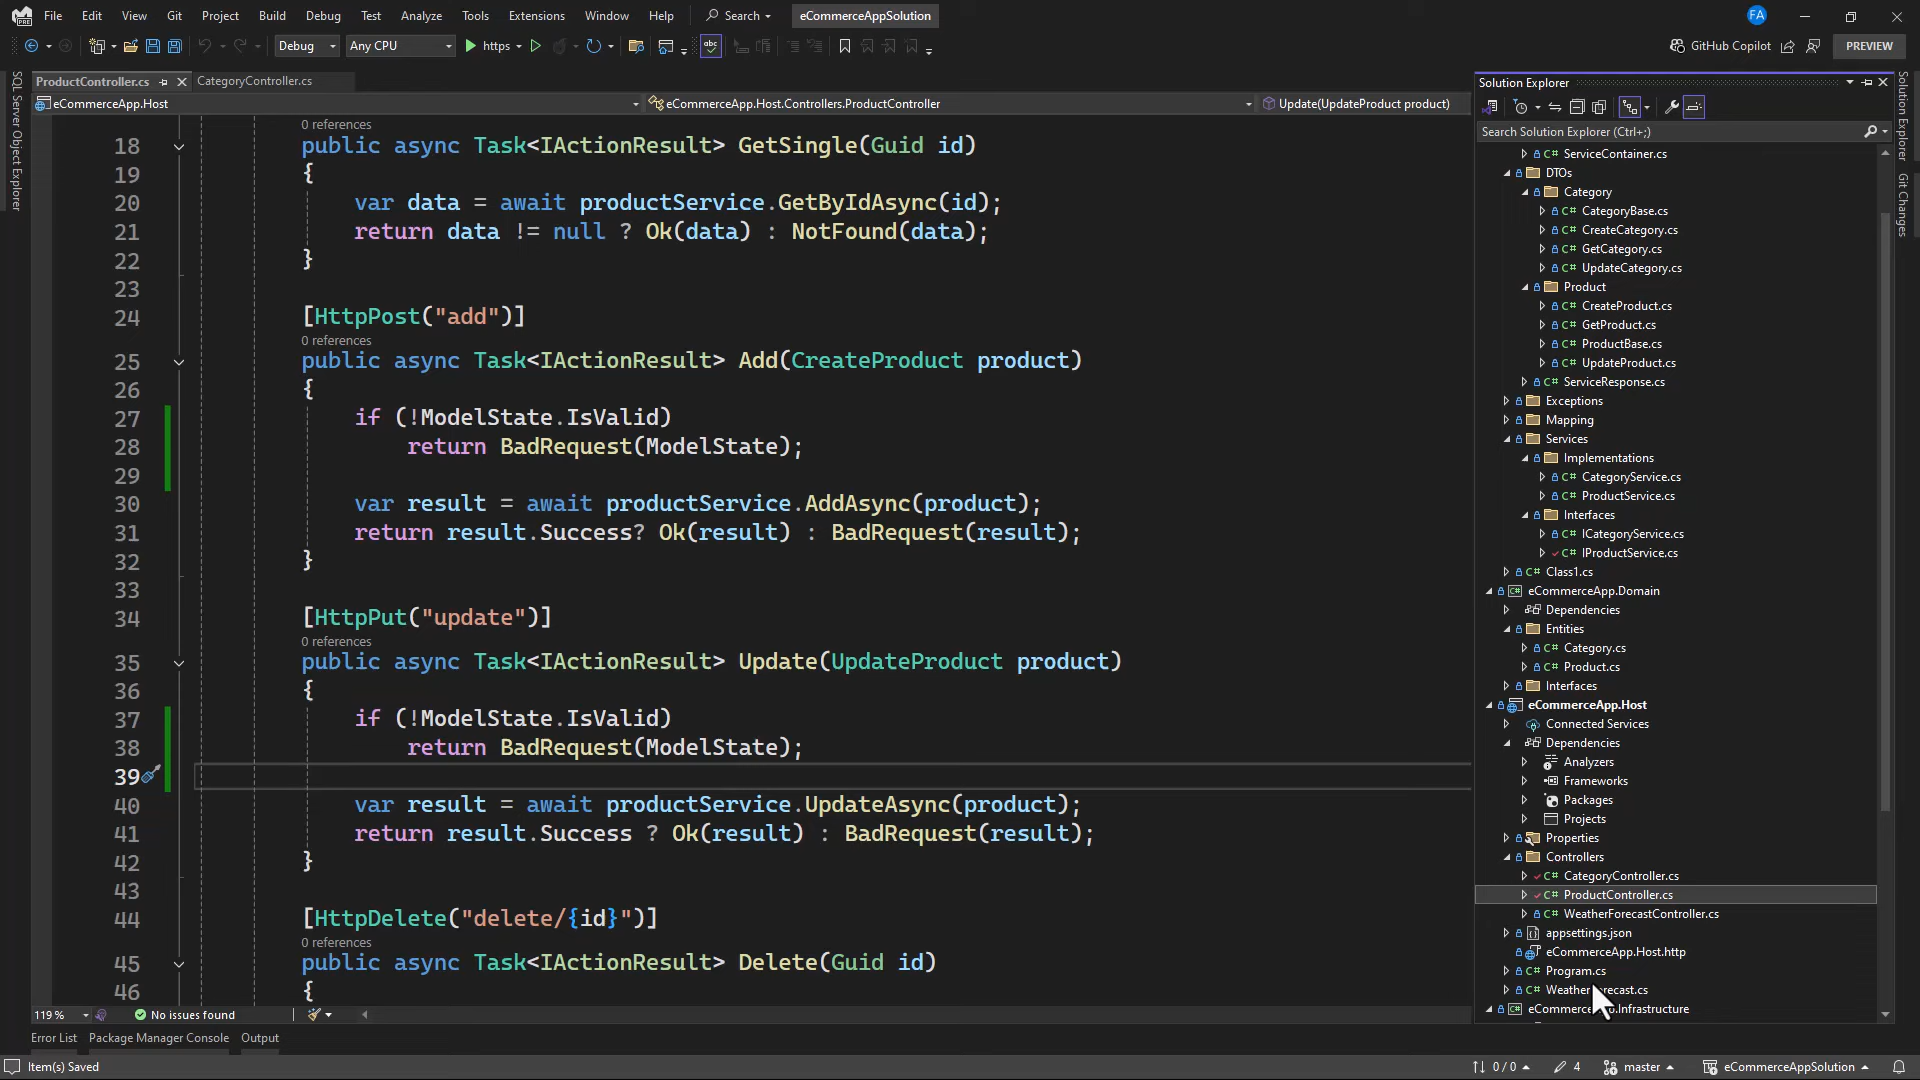 File Edit View Git Project Build Debug Test Analyze Tools Extensions Window Help Search eCommerceAppSolution FA
Debug Any CPU https abc GitHub Copilot PREVIEW
SQL Server Object Explorer
ProductController.cs CategoryController.cs
eCommerceApp.Host eCommerceApp.Host.Controllers.ProductController Update(UpdateProduct product)
0 references
18 public async Task<IActionResult> GetSingle(Guid id)
19 {
20 var data = await productService.GetByIdAsync(id);
21 return data != null ? Ok(data) : NotFound(data);
22 }
23
24 [HttpPost("add")]
0 references
25 public async Task<IActionResult> Add(CreateProduct product)
26 {
27 if (!ModelState.IsValid)
28 return BadRequest(ModelState);
29
30 var result = await productService.AddAsync(product);
31 return result.Success? Ok(result) : BadRequest(result);
32 }
33
34 [HttpPut("update")]
0 references
35 public async Task<IActionResult> Update(UpdateProduct product)
36 {
37 if (!ModelState.IsValid)
38 return BadRequest(ModelState);
39
40 var result = await productService.UpdateAsync(product);
41 return result.Success ? Ok(result) : BadRequest(result);
42 }
43
44 [HttpDelete("delete/{id}")]
0 references
45 public async Task<IActionResult> Delete(Guid id)
46 {
119 % No issues found
Error List Package Manager Console Output
Solution Explorer
Search Solution Explorer (Ctrl+;)
C# ServiceContainer.cs
DTOs
Category
C# CategoryBase.cs
C# CreateCategory.cs
C# GetCategory.cs
C# UpdateCategory.cs
Product
C# CreateProduct.cs
C# GetProduct.cs
C# ProductBase.cs
C# UpdateProduct.cs
C# ServiceResponse.cs
Exceptions
Mapping
Services
Implementations
C# CategoryService.cs
C# ProductService.cs
Interfaces
C# ICategoryService.cs
C# IProductService.cs
C# Class1.cs
eCommerceApp.Domain
Dependencies
Entities
C# Category.cs
C# Product.cs
Interfaces
eCommerceApp.Host
Connected Services
Dependencies
Analyzers
Frameworks
Packages
Projects
Properties
Controllers
C# CategoryController.cs
C# ProductController.cs
C# WeatherForecastController.cs
appsettings.json
eCommerceApp.Host.http
C# Program.cs
Solution Explorer
Git Changes
Item(s) Saved 0 / 0 4 master eCommerceAppSolution